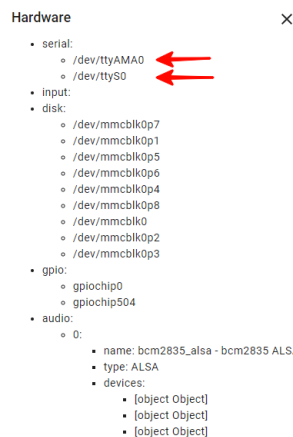 Hardware
serial:
/dev/ttyAMA0
/dev/ttyS0
input:
disk:
/dev/mmcblk0p7
/dev/mmcblk0p1
/dev/mmcblk0p5
/dev/mmcblk0p6
/dev/mmcblk0p4
/dev/mmcblk0p8
/dev/mmcblk0
/dev/mmcblk0p2
/dev/mmcblk0p3
gpio:
gpiochip0
gpiochip504
audio:
0:
name: bcm2835_alsa - bcm2835 ALS
type: ALSA
devices:
[object Object]
[object Object]
[object Object]